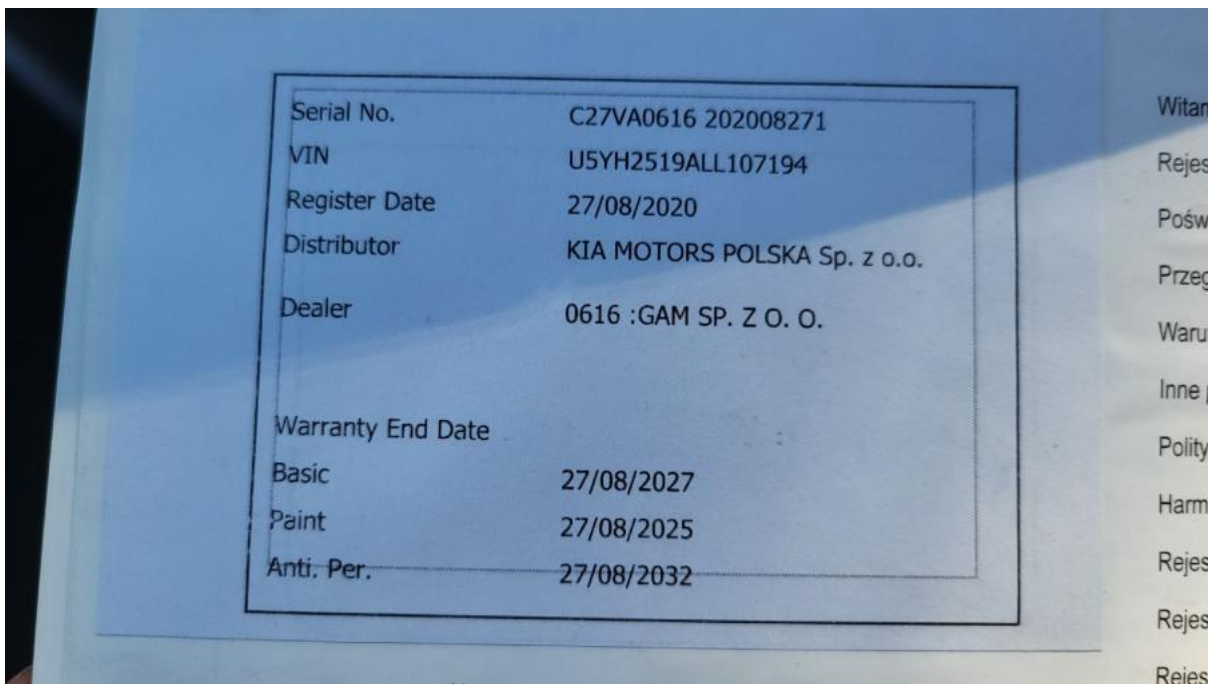 Serial No. C27VA0616 202008271
VIN U5YH2519ALL107194
Register Date 27/08/2020
Distributor KIA MOTORS POLSKA Sp. z o.o.
Dealer 0616 :GAM SP. Z O. O.
Warranty End Date
Basic 27/08/2027
Paint 27/08/2025
Anti. Per. 27/08/2032
Witam
Rejes
Pośw
Przeg
Waru
Inne
Polity
Harm
Rejes
Rejes
Rejes